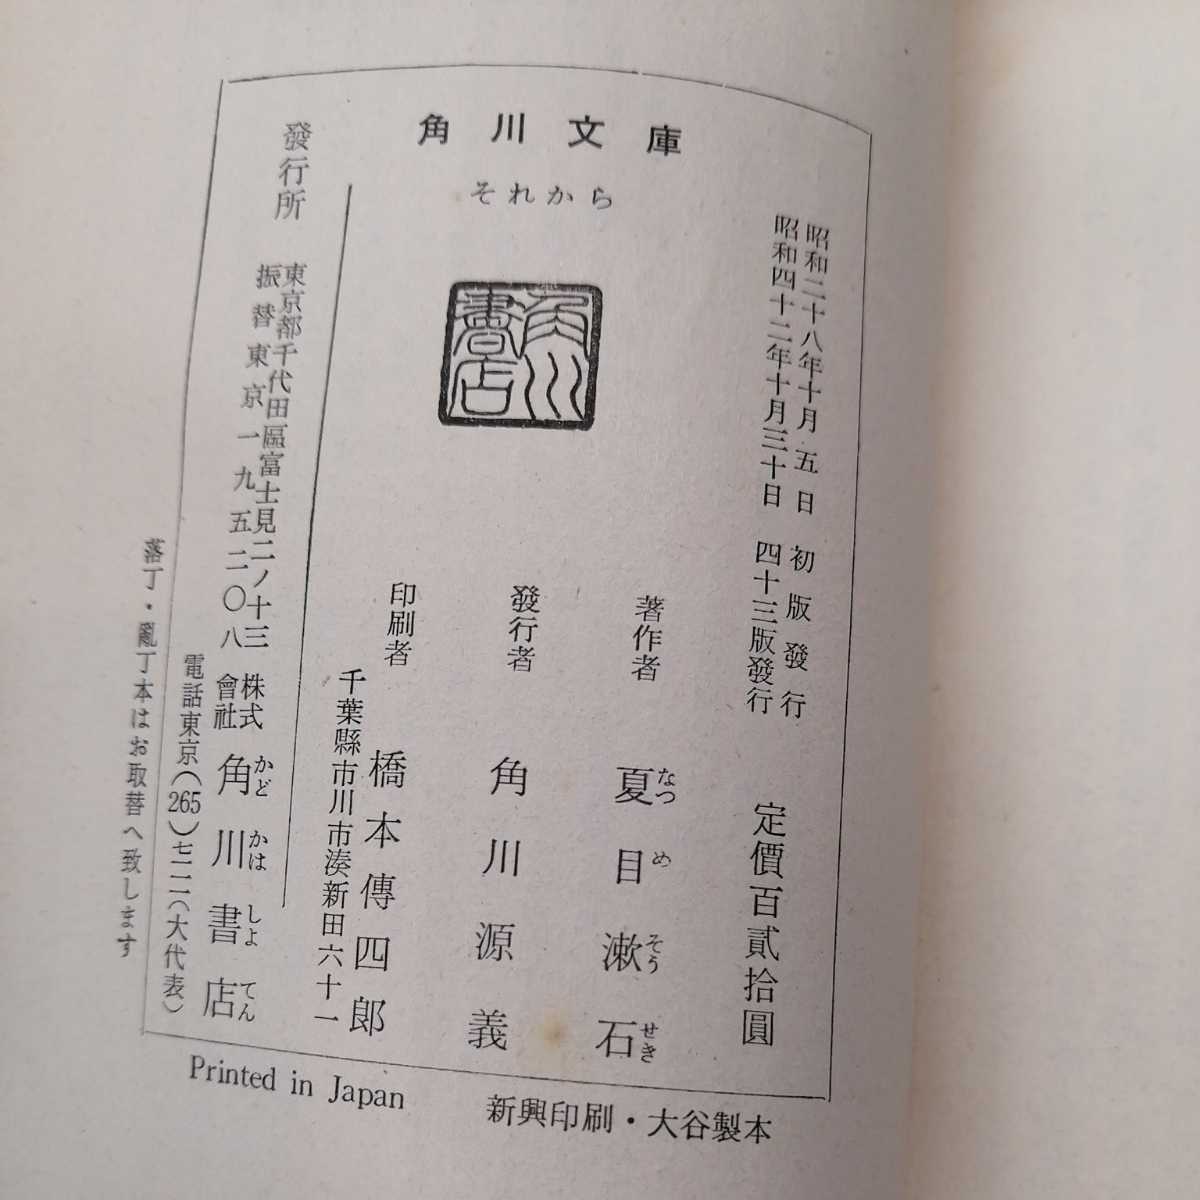 角川文庫
それから
昭和二十八年十月五日 初版發行
昭和四十二年十月三十日 四十三版發行
定價百貳拾圓
角川書店
著作者 夏目漱石
なつめそうせき
發行者 角川源義
印刷者 橋本傳四郎
千葉縣市川市湊新田六十一
發行所
東京都千代田區富士見二ノ十三
振替東京一九五二〇八
株式會社 角川書店
かどかはしよてん
電話東京(265)七一一一(大代表)
落丁・亂丁本はお取替へ致します
Printed in Japan
新興印刷・大谷製本